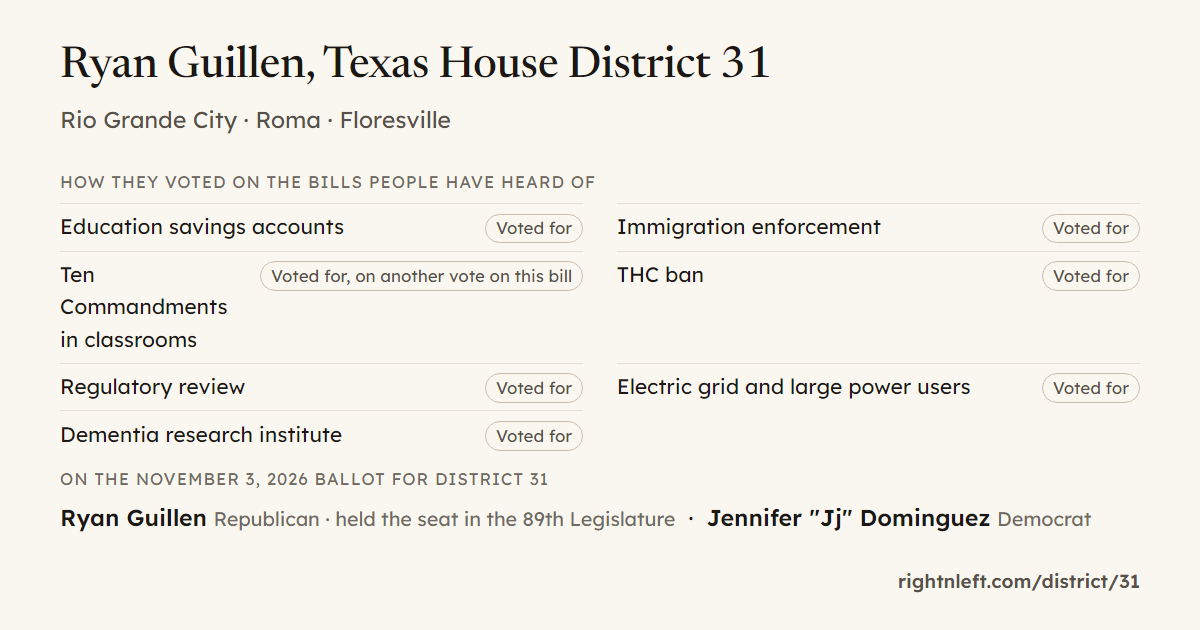 Ryan Guillen, Texas House District 31
Rio Grande City · Roma · Floresville
HOW THEY VOTED ON THE BILLS PEOPLE HAVE HEARD OF
Education savings accounts Voted for
Immigration enforcement Voted for
Ten Voted for, on another vote on this bill
Commandments
in classrooms
THC ban Voted for
Regulatory review Voted for
Electric grid and large power users Voted for
Dementia research institute Voted for
ON THE NOVEMBER 3, 2026 BALLOT FOR DISTRICT 31
Ryan Guillen Republican · held the seat in the 89th Legislature · Jennifer "Jj" Dominguez Democrat
rightnleft.com/district/31